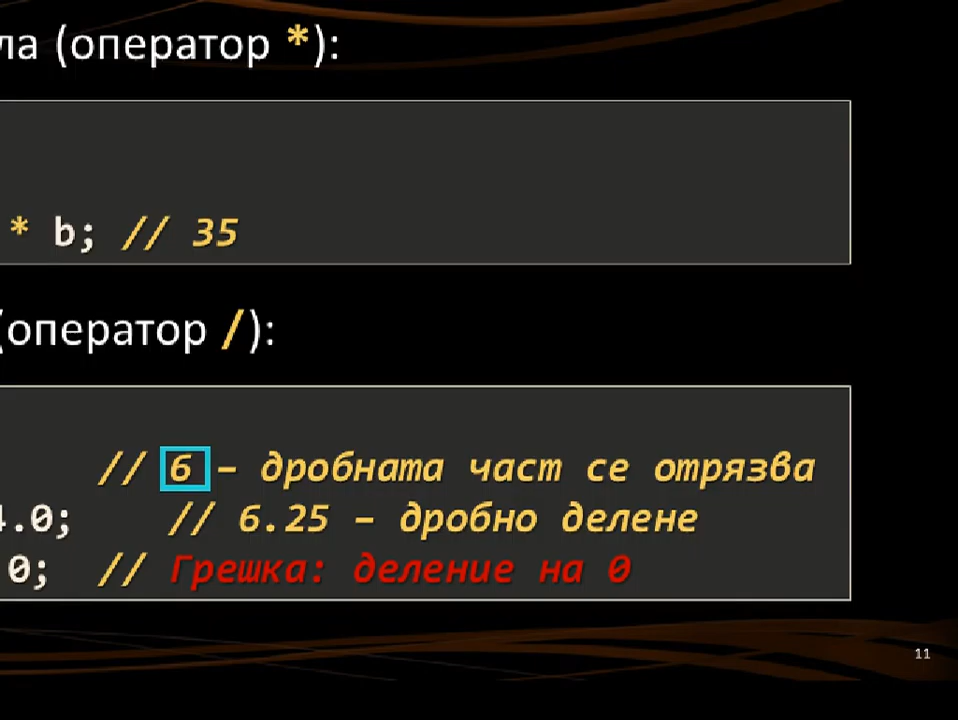 ла (оператор *):
* b; // 35
(оператор /):
// 6 – дробната част се отрязва
4.0; // 6.25 – дробно делене
0; // Грешка: деление на 0
11